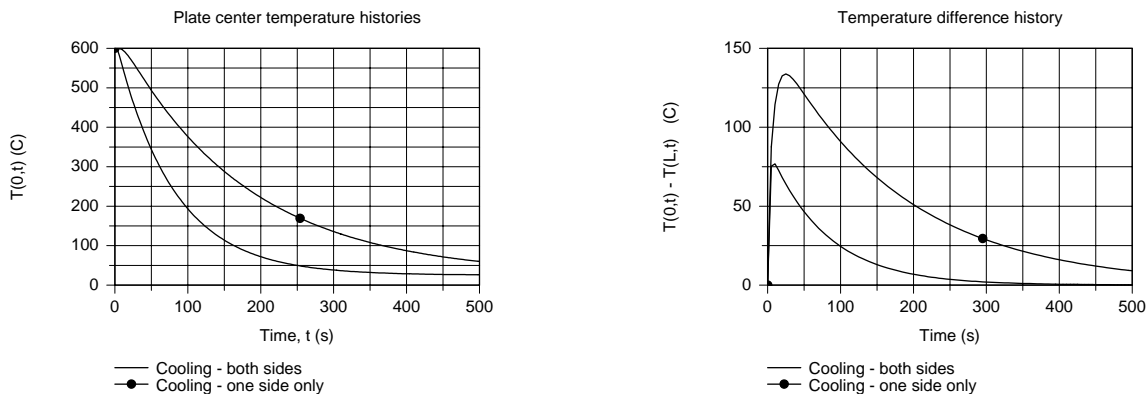 Plate center temperature histories
600
500
400
300
200
100
0
T(0,t) (C)
0 100 200 300 400 500
Time, t (s)
Cooling - both sides
Cooling - one side only
Temperature difference history
150
100
50
0
T(0,t) - T(L,t) (C)
0 100 200 300 400 500
Time (s)
Cooling - both sides
Cooling - one side only